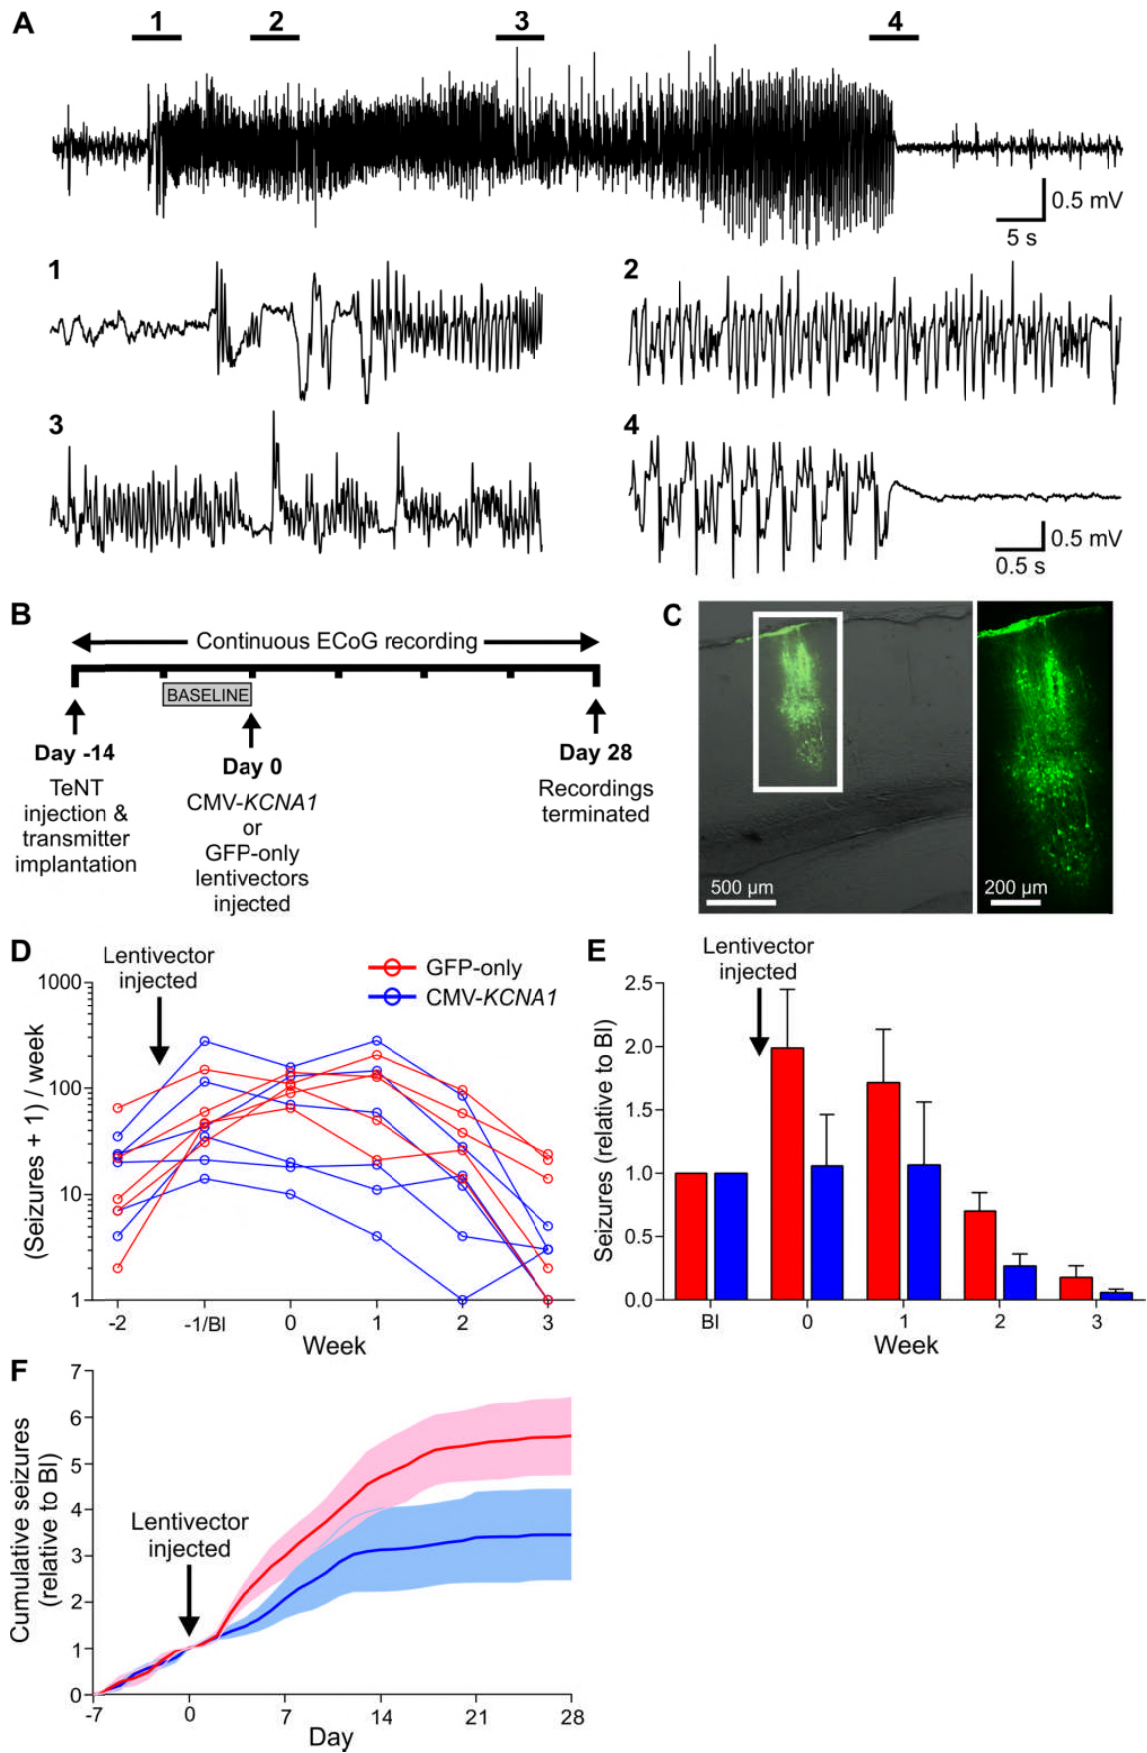 A
1 2 3 4
0.5 mV
5 s
1 2
3 4
0.5 mV
0.5 s
B
Continuous ECoG recording
BASELINE
Day -14
TeNT
injection &
transmitter
implantation
Day 0
CMV-KCNA1
or
GFP-only
lentivectors
injected
Day 28
Recordings
terminated
C
500 µm
200 µm
D
Lentivector
injected
GFP-only
CMV-KCNA1
(Seizures + 1) / week
1000
100
10
1
-2 -1/Bl 0 1 2 3
Week
E
Lentivector
injected
Seizures (relative to Bl)
2.5
2.0
1.5
1.0
0.5
0.0
Bl 0 1 2 3
Week
F
Lentivector
injected
Cumulative seizures
(relative to Bl)
7
6
5
4
3
2
1
0
-7 0 7 14 21 28
Day